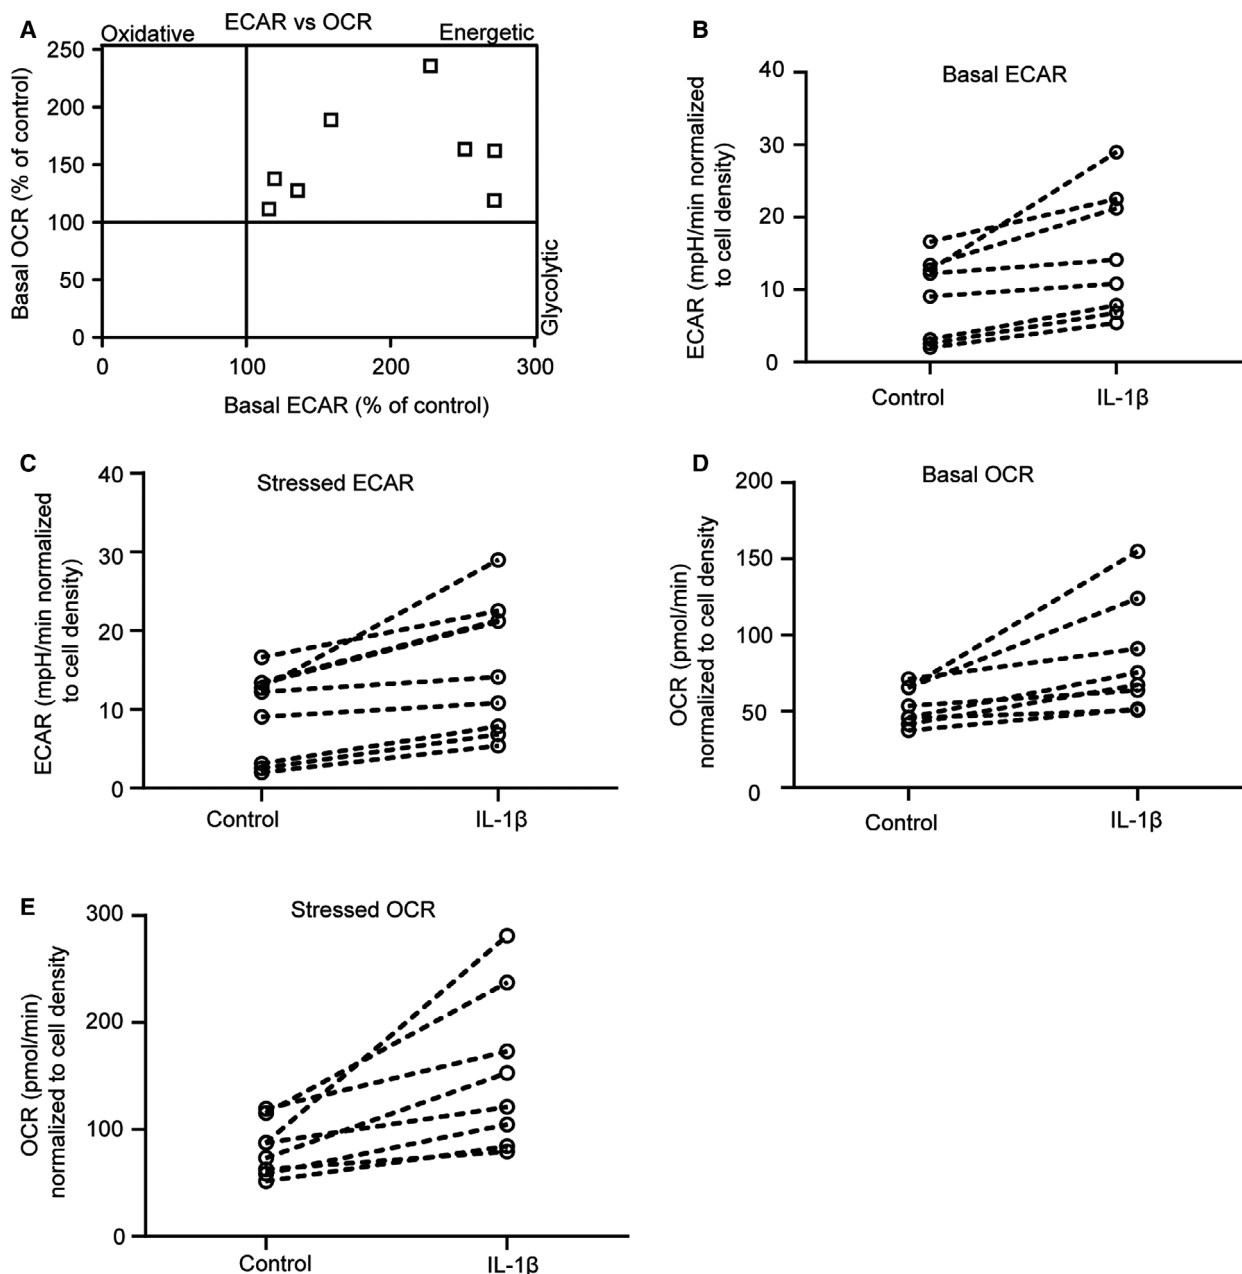 A
ECAR vs OCR
Oxidative
Energetic
250
200
150
100
50
0
Basal OCR (% of control)
Glycolytic
0
100
200
300
Basal ECAR (% of control)
B
Basal ECAR
40
30
20
10
0
ECAR (mpH/min normalized
to cell density)
Control
IL-1β
C
Stressed ECAR
40
30
20
10
0
ECAR (mpH/min normalized
to cell density)
Control
IL-1β
D
Basal OCR
200
150
100
50
0
OCR (pmol/min)
normalized to cell density
Control
IL-1β
E
Stressed OCR
300
200
100
0
OCR (pmol/min)
normalized to cell density
Control
IL-1β